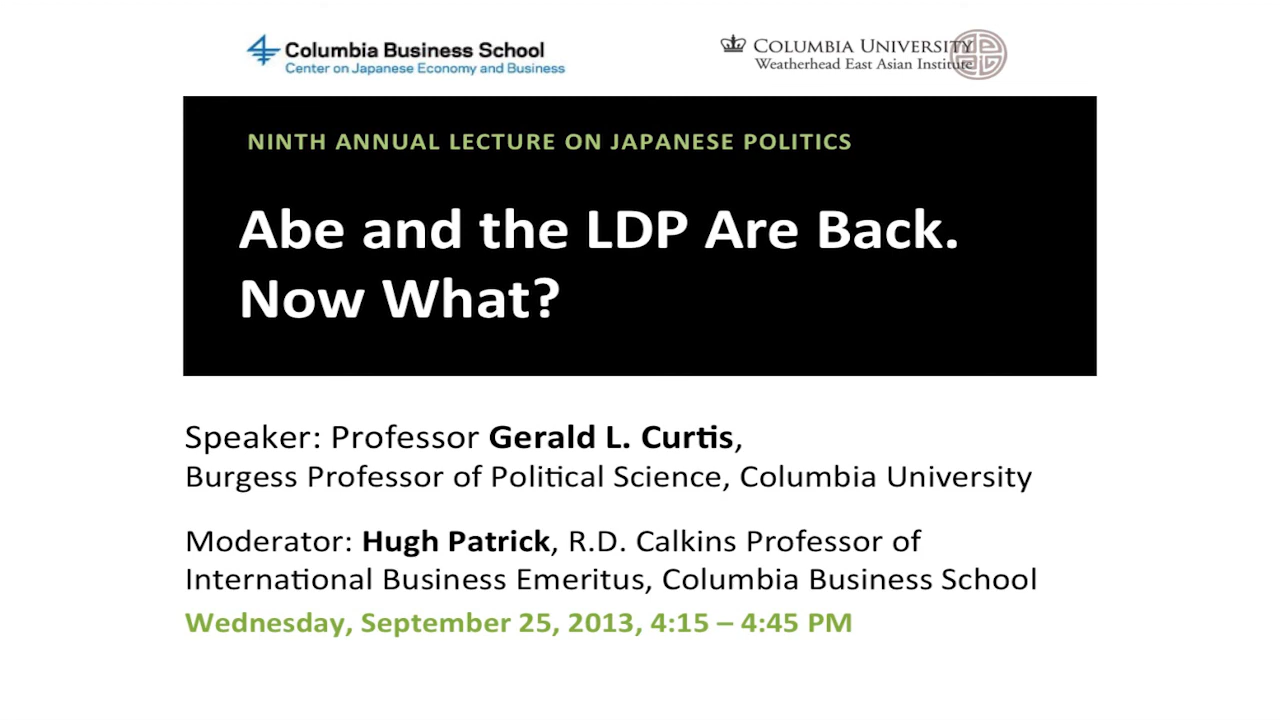 Columbia Business School
Center on Japanese Economy and Business
COLUMBIA UNIVERSITY
Weatherhead East Asian Institute
NINTH ANNUAL LECTURE ON JAPANESE POLITICS
Abe and the LDP Are Back.
Now What?
Speaker: Professor Gerald L. Curtis,
Burgess Professor of Political Science, Columbia University
Moderator: Hugh Patrick, R.D. Calkins Professor of
International Business Emeritus, Columbia Business School
Wednesday, September 25, 2013, 4:15 – 4:45 PM